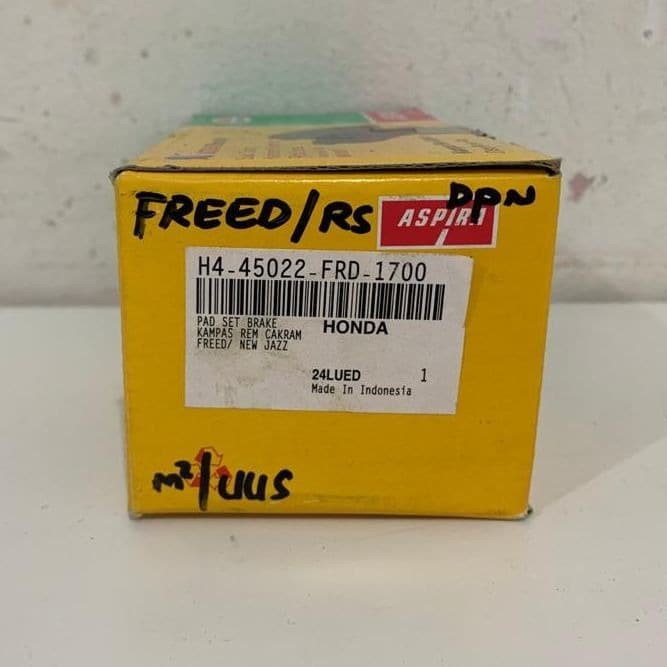 FREED/RS
DPN
ASPIRA
H4-45022-FRD-1700
PAD SET BRAKE
HONDA
KAMPAS REM CAKRAM
FREED/ NEW JAZZ
24LUED 1
Made In Indonesia